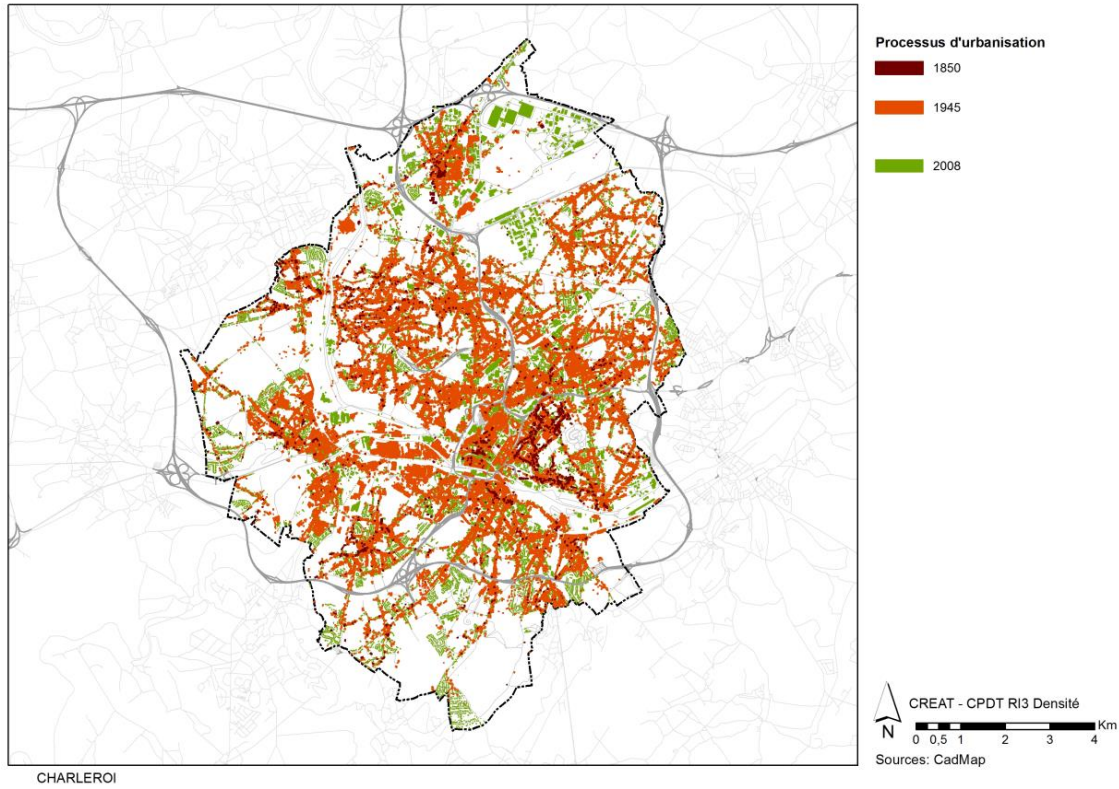 Processus d'urbanisation
1850
1945
2008
CREAT - CPDT RI3 Densité
N
Km
0 0,5 1 2 3 4
Sources: CadMap
CHARLEROI